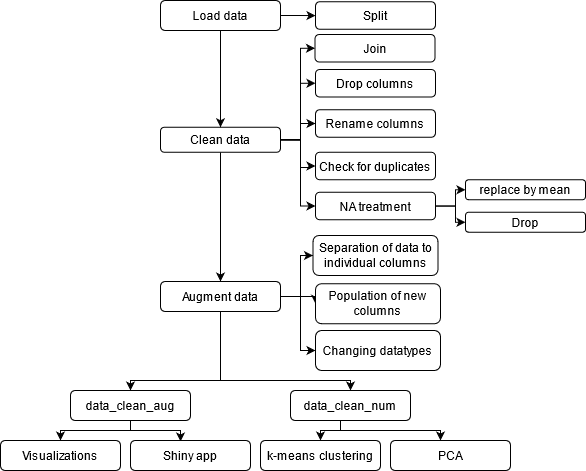 Load data
Split
Join
Drop columns
Rename columns
Clean data
Check for duplicates
NA treatment
replace by mean
Drop
Separation of data to
individual columns
Augment data
Population of new
columns
Changing datatypes
data_clean_aug
data_clean_num
Visualizations
Shiny app
k-means clustering
PCA